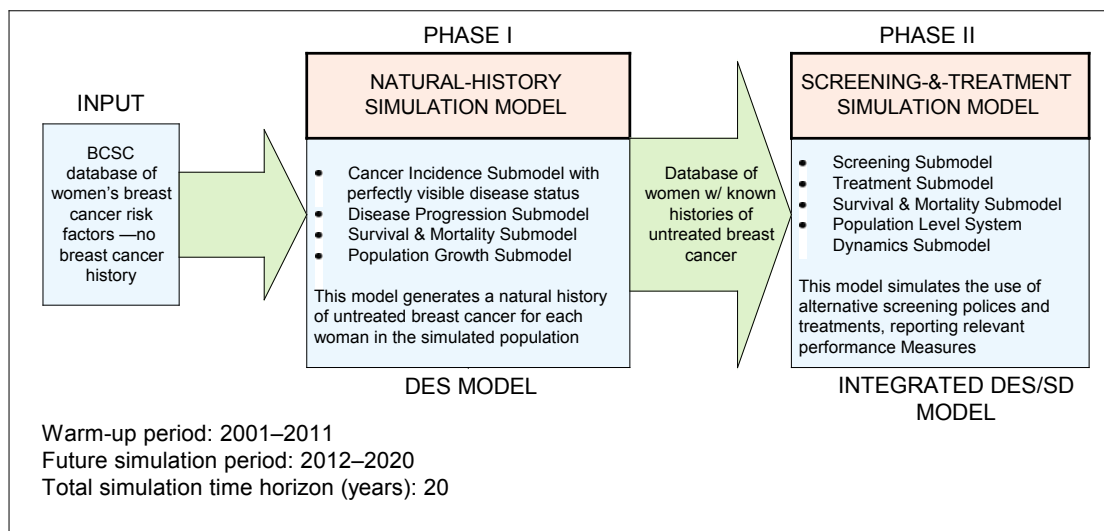 INPUT
BCSC
database of
women's breast
cancer risk
factors —no
breast cancer
history
PHASE I
NATURAL-HISTORY
SIMULATION MODEL
• Cancer Incidence Submodel with
perfectly visible disease status
• Disease Progression Submodel
• Survival & Mortality Submodel
• Population Growth Submodel
This model generates a natural history
of untreated breast cancer for each
woman in the simulated population
DES MODEL
Database of
women w/ known
histories of
untreated breast
cancer
PHASE II
SCREENING-&-TREATMENT
SIMULATION MODEL
• Screening Submodel
• Treatment Submodel
• Survival & Mortality Submodel
• Population Level System
Dynamics Submodel
This model simulates the use of
alternative screening polices and
treatments, reporting relevant
performance Measures
INTEGRATED DES/SD
MODEL
Warm-up period: 2001–2011
Future simulation period: 2012–2020
Total simulation time horizon (years): 20